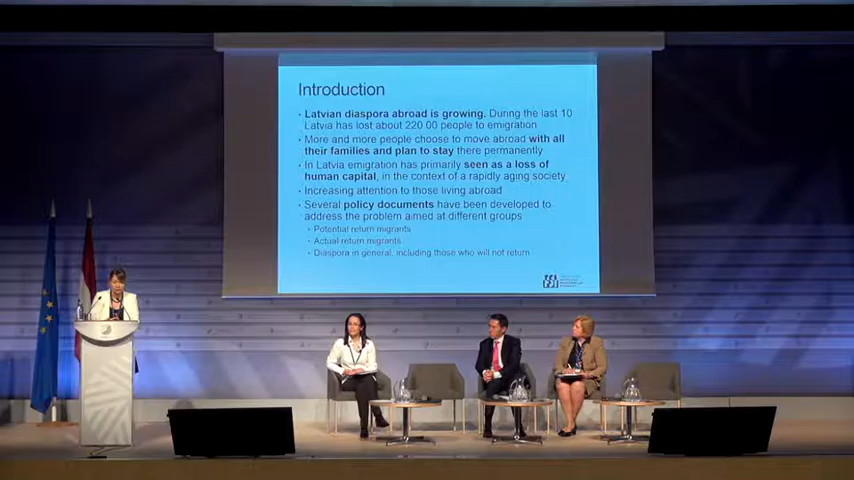 Introduction
Latvian diaspora abroad is growing. During the last 10
Latvia has lost about 220 00 people to emigration
More and more people choose to move abroad with all
their families and plan to stay there permanently
In Latvia emigration has primarily seen as a loss of
human capital, in the context of a rapidly aging society.
Increasing attention to those living abroad
Several policy documents have been developed to
address the problem aimed at different groups
Potential return migrants
Actual return migrants
Diaspora in general, including those who will not return